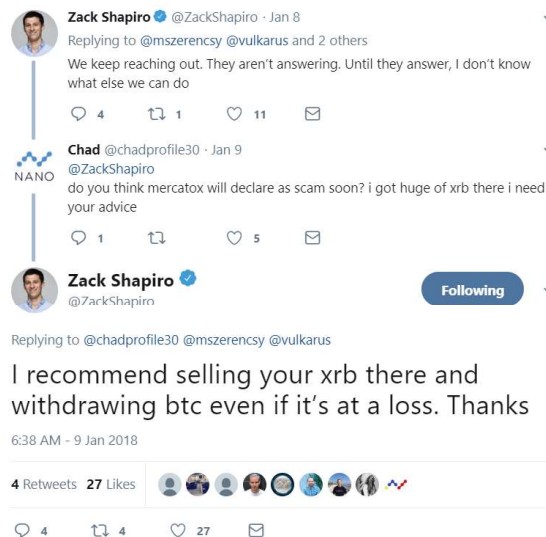 Zack Shapiro @ZackShapiro · Jan 8
Replying to @mszerencsy @vulkarus and 2 others
We keep reaching out. They aren't answering. Until they answer, I don't know
what else we can do
4 1 11
Chad @chadprofile30 · Jan 9
NANO
@ZackShapiro
do you think mercatox will declare as scam soon? i got huge of xrb there i need
your advice
1 5
Zack Shapiro
@ZackShapiro
Following
Replying to @chadprofile30 @mszerencsy @vulkarus
I recommend selling your xrb there and
withdrawing btc even if it's at a loss. Thanks
6:38 AM - 9 Jan 2018
4 Retweets 27 Likes
4 4 27